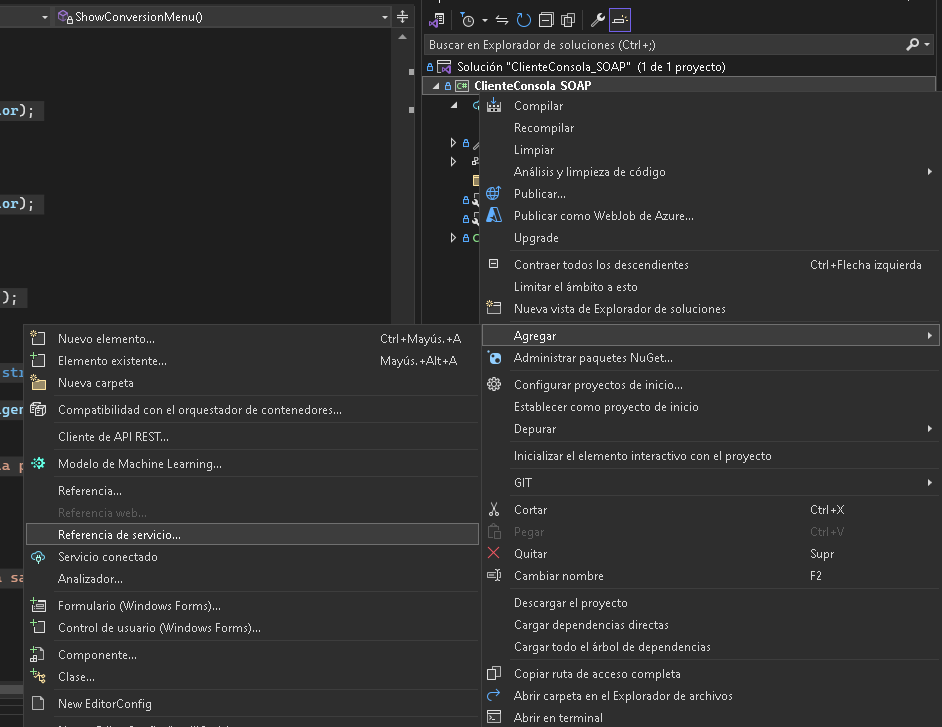 ShowConversionMenu()
or);
or);
);
str
gen
a p
sa
Buscar en Explorador de soluciones (Ctrl+;)
Solución "ClienteConsola_SOAP" (1 de 1 proyecto)
C# ClienteConsola_SOAP
Compilar
Recompilar
Limpiar
Análisis y limpieza de código
Publicar...
Publicar como WebJob de Azure...
Upgrade
Contraer todos los descendientes Ctrl+Flecha izquierda
Limitar el ámbito a esto
Nueva vista de Explorador de soluciones
Agregar
Administrar paquetes NuGet...
Configurar proyectos de inicio...
Establecer como proyecto de inicio
Depurar
Inicializar el elemento interactivo con el proyecto
GIT
Cortar Ctrl+X
Pegar Ctrl+V
Quitar Supr
Cambiar nombre F2
Descargar el proyecto
Cargar dependencias directas
Cargar todo el árbol de dependencias
Copiar ruta de acceso completa
Abrir carpeta en el Explorador de archivos
Abrir en terminal
Nuevo elemento... Ctrl+Mayús.+A
Elemento existente... Mayús.+Alt+A
Nueva carpeta
Compatibilidad con el orquestador de contenedores...
Cliente de API REST...
Modelo de Machine Learning...
Referencia...
Referencia web...
Referencia de servicio...
Servicio conectado
Analizador...
Formulario (Windows Forms)...
Control de usuario (Windows Forms)...
Componente...
Clase...
New EditorConfig